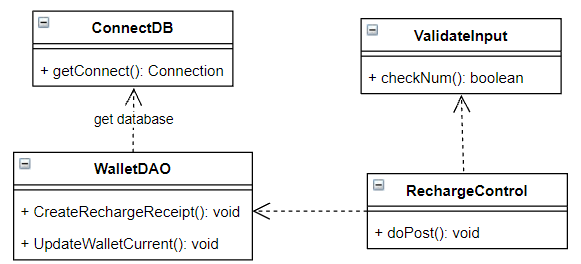 ConnectDB
+ getConnect(): Connection
ValidateInput
+ checkNum(): boolean
get database
WalletDAO
+ CreateRechargeReceipt(): void
+ UpdateWalletCurrent(): void
RechargeControl
+ doPost(): void